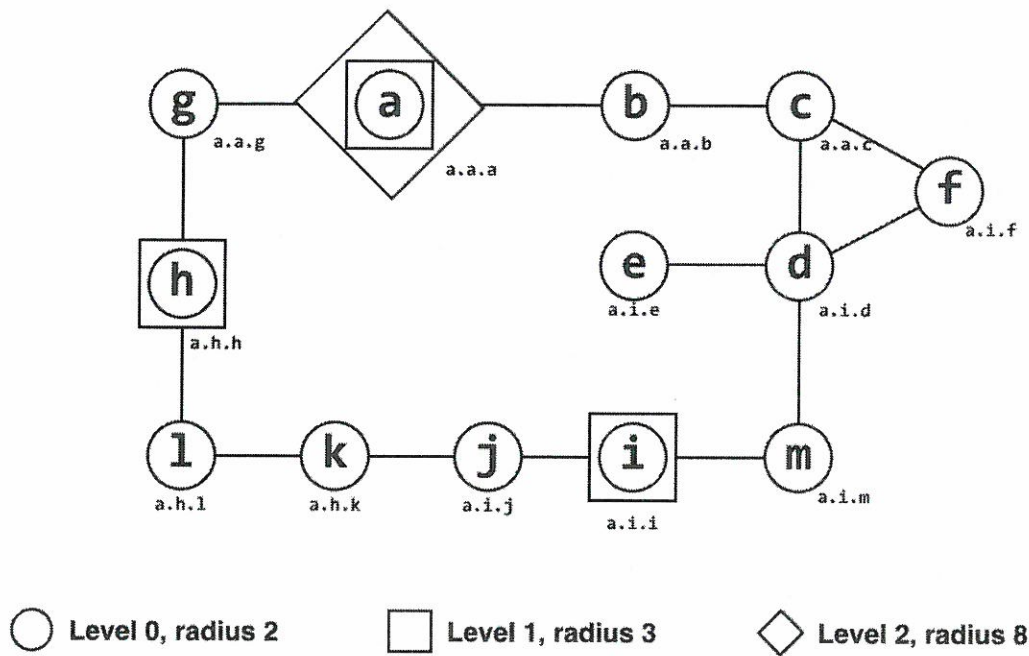 g a b c
a.a.g a.a.a a.a.b a.a.c
f
a.i.f
h e d
a.h.h a.i.e a.i.d
l k j i m
a.h.l a.h.k a.i.j a.i.i a.i.m
Level 0, radius 2 Level 1, radius 3 Level 2, radius 8